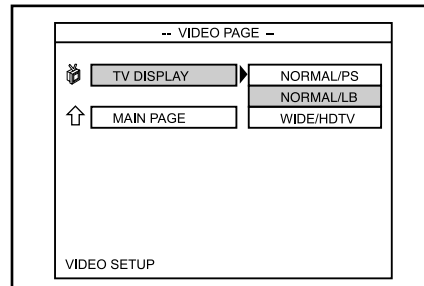 -- VIDEO PAGE –
TV DISPLAY
NORMAL/PS
NORMAL/LB
MAIN PAGE
WIDE/HDTV
VIDEO SETUP